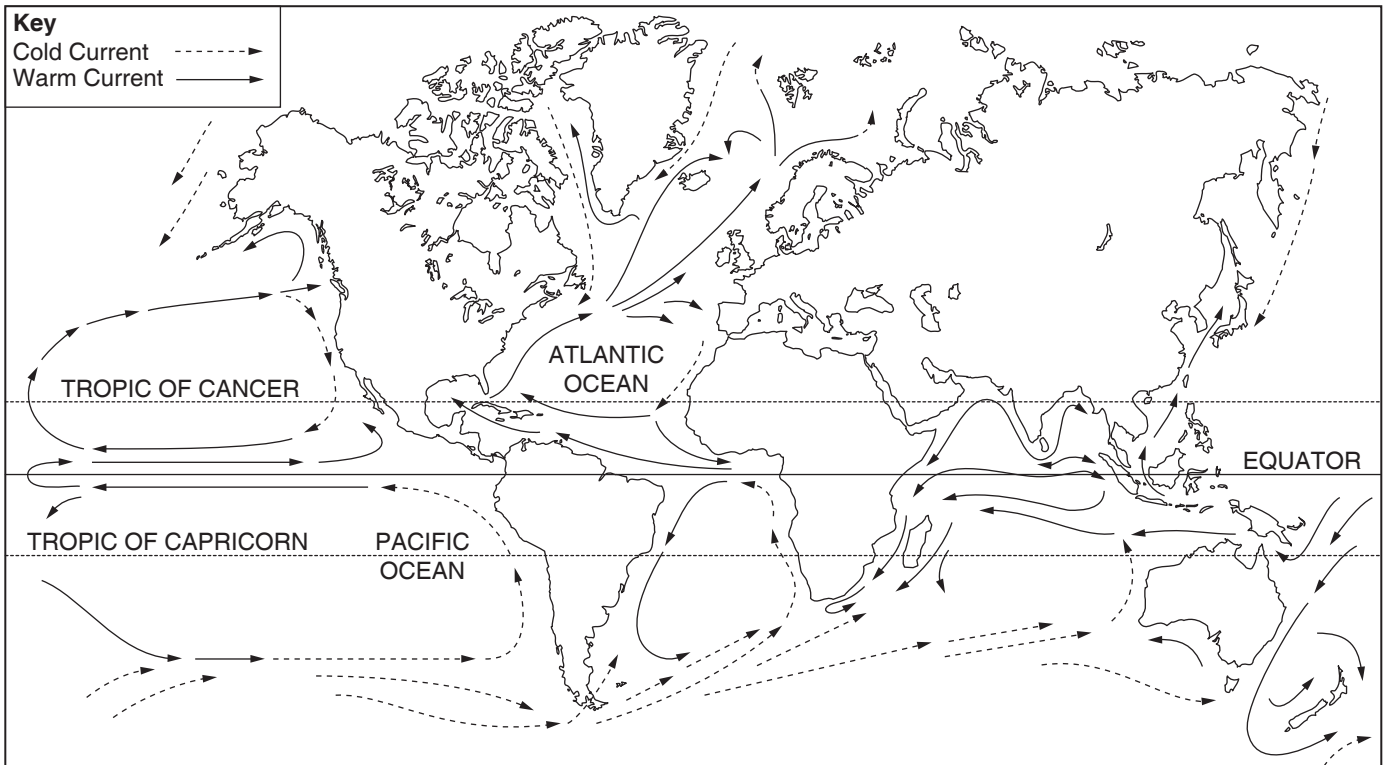 Key
Cold Current
Warm Current
ATLANTIC
OCEAN
TROPIC OF CANCER
EQUATOR
TROPIC OF CAPRICORN
PACIFIC
OCEAN